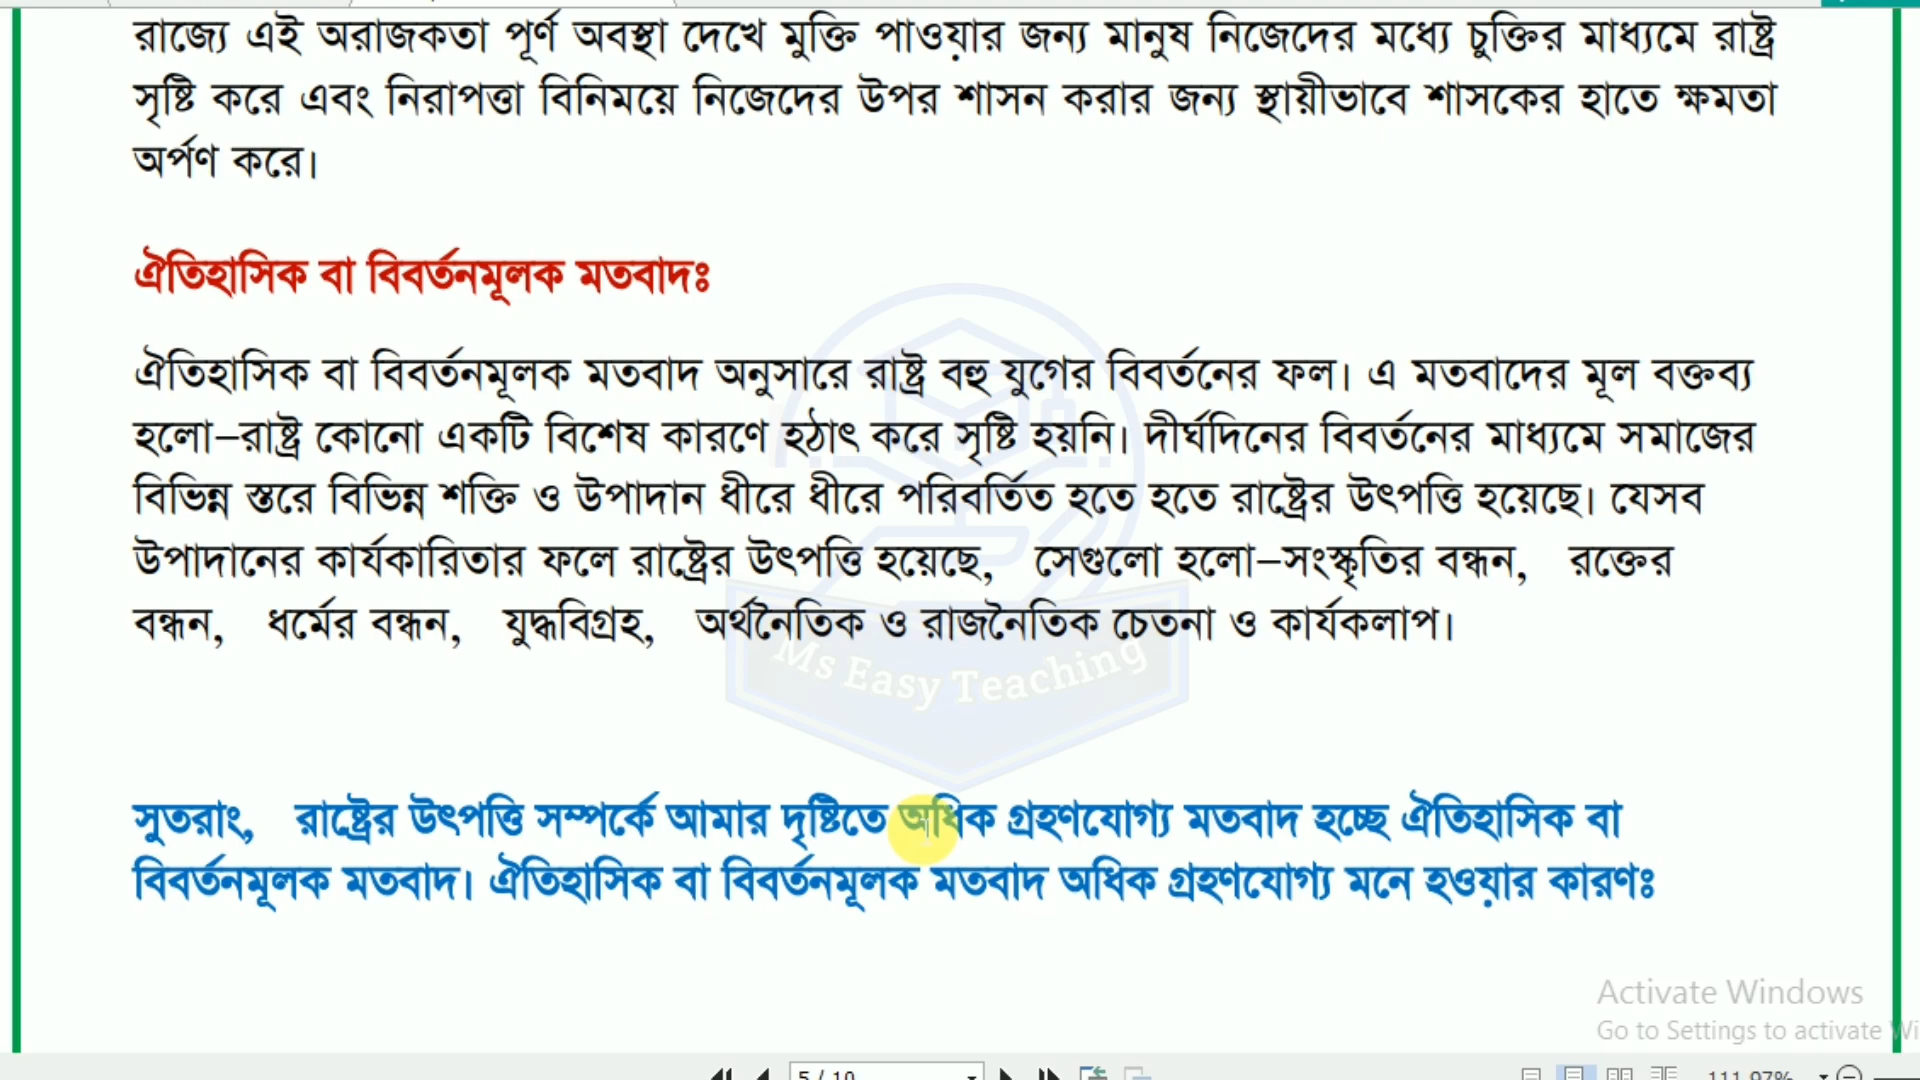 রাজ্যে এই অরাজকতা পূর্ণ অবস্থা দেখে মুক্তি পাওয়ার জন্য মানুষ নিজেদের মধ্যে চুক্তির মাধ্যমে রাষ্ট্র
সৃষ্টি করে এবং নিরাপত্তা বিনিময়ে নিজেদের উপর শাসন করার জন্য স্থায়ীভাবে শাসকের হাতে ক্ষমতা
অর্পণ করে।
ঐতিহাসিক বা বিবর্তনমূলক মতবাদঃ
ঐতিহাসিক বা বিবর্তনমূলক মতবাদ অনুসারে রাষ্ট্র বহু যুগের বিবর্তনের ফল। এ মতবাদের মূল বক্তব্য
হলো–রাষ্ট্র কোনো একটি বিশেষ কারণে হঠাৎ করে সৃষ্টি হয়নি। দীর্ঘদিনের বিবর্তনের মাধ্যমে সমাজের
বিভিন্ন স্তরে বিভিন্ন শক্তি ও উপাদান ধীরে ধীরে পরিবর্তিত হতে হতে রাষ্ট্রের উৎপত্তি হয়েছে। যেসব
উপাদানের কার্যকারিতার ফলে রাষ্ট্রের উৎপত্তি হয়েছে, সেগুলো হলো–সংস্কৃতির বন্ধন, রক্তের
বন্ধন, ধর্মের বন্ধন, যুদ্ধবিগ্রহ, অর্থনৈতিক ও রাজনৈতিক চেতনা ও কার্যকলাপ।
Ms Easy Teaching
সুতরাং, রাষ্ট্রের উৎপত্তি সম্পর্কে আমার দৃষ্টিতে অধিক গ্রহণযোগ্য মতবাদ হচ্ছে ঐতিহাসিক বা
বিবর্তনমূলক মতবাদ। ঐতিহাসিক বা বিবর্তনমূলক মতবাদ অধিক গ্রহণযোগ্য মনে হওয়ার কারণঃ
Activate Windows
Go to Settings to activate Wi
5 / 10
111.97%